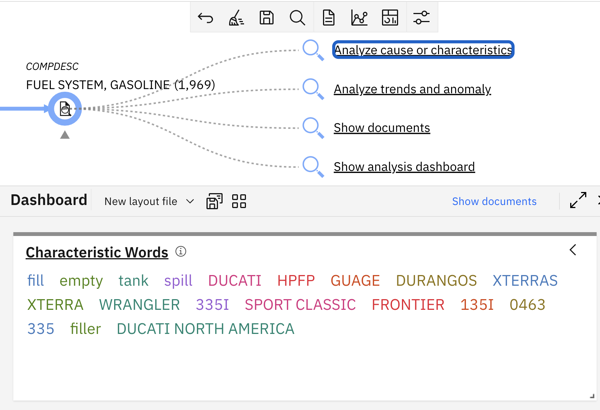 Analyze cause or characteristics
COMPDESC
FUEL SYSTEM, GASOLINE (1,969)
Analyze trends and anomaly
Show documents
Show analysis dashboard
Dashboard New layout file Show documents
Characteristic Words
fill empty tank spill DUCATI HPFP GUAGE DURANGOS XTERRAS
XTERRA WRANGLER 335I SPORT CLASSIC FRONTIER 135I 0463
335 filler DUCATI NORTH AMERICA